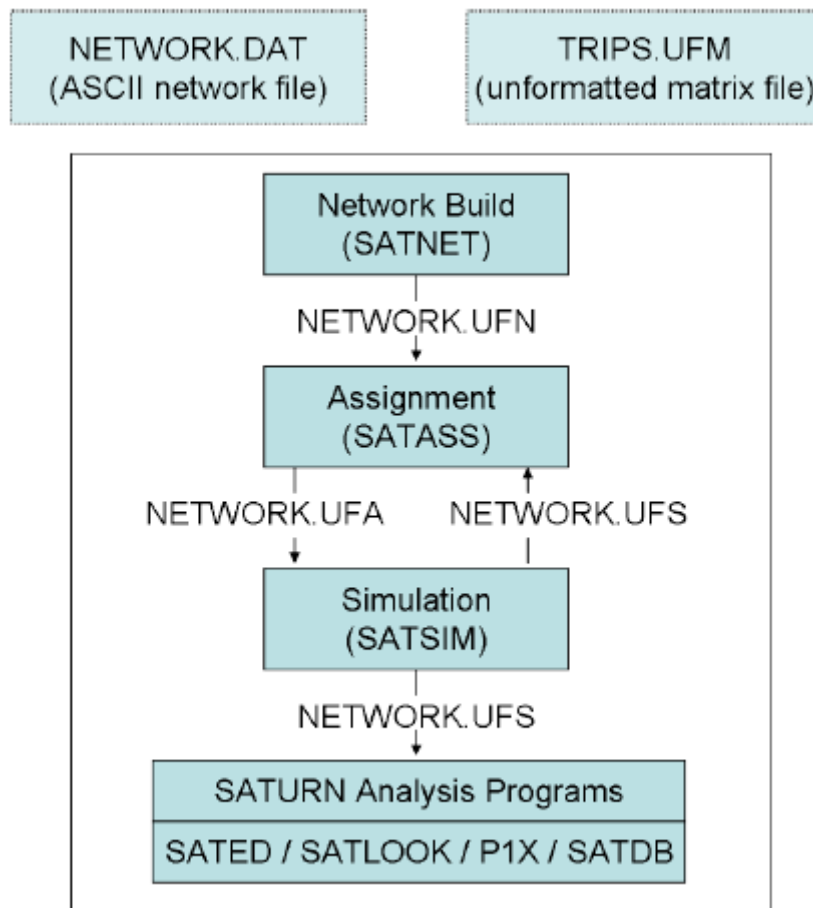 NETWORK.DAT
(ASCII network file)
TRIPS.UFM
(unformatted matrix file)
Network Build
(SATNET)
NETWORK.UFN
Assignment
(SATASS)
NETWORK.UFA
NETWORK.UFS
Simulation
(SATSIM)
NETWORK.UFS
SATURN Analysis Programs
SATED / SATLOOK / P1X / SATDB